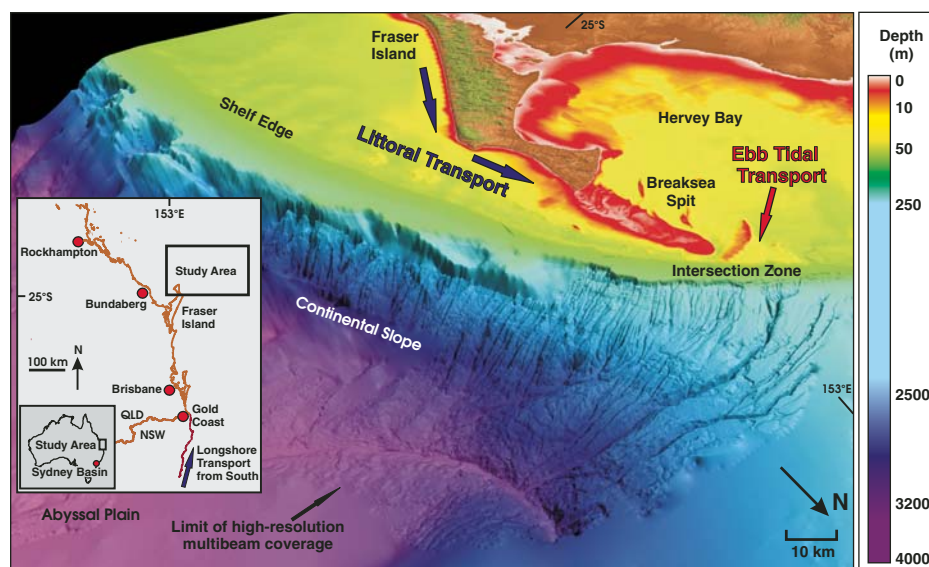 25°S
Fraser
Island
Shelf Edge
Littoral Transport
Hervey Bay
Ebb Tidal
Transport
Breaksea
Spit
Intersection Zone
Continental Slope
153°E
N
10 km
Limit of high-resolution
multibeam coverage
Abyssal Plain
153°E
Rockhampton
Study Area
25°S
Bundaberg
Fraser
Island
100 km
N
Brisbane
QLD
Gold
Coast
NSW
Study Area
Sydney Basin
Longshore
Transport
from South
Depth
(m)
0
10
50
250
2500
3200
4000